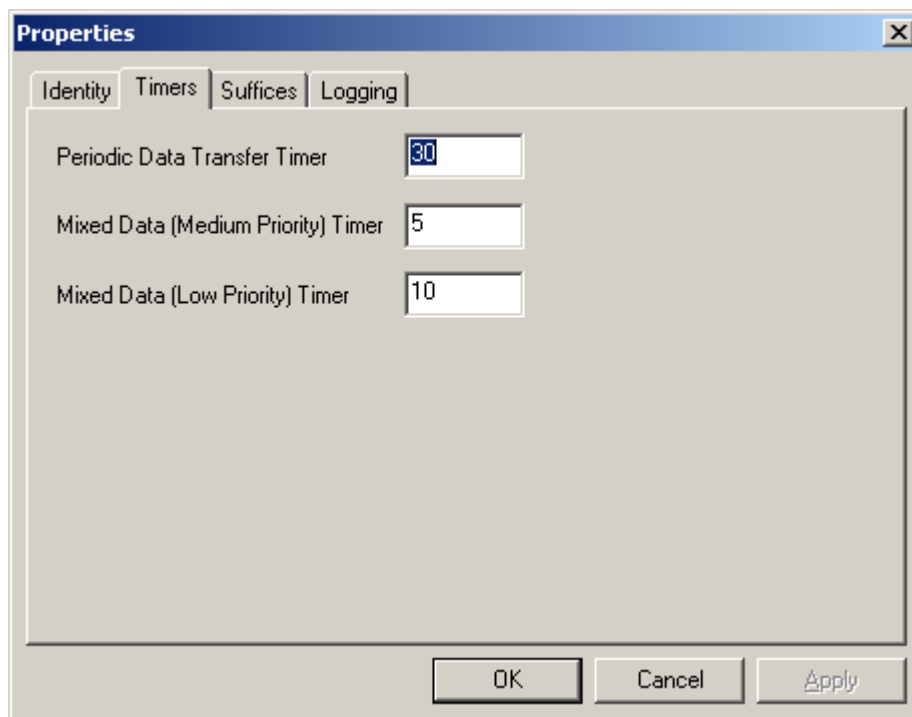 Properties
Identity Timers Suffices Logging
Periodic Data Transfer Timer 30
Mixed Data (Medium Priority) Timer 5
Mixed Data (Low Priority) Timer 10
OK Cancel Apply